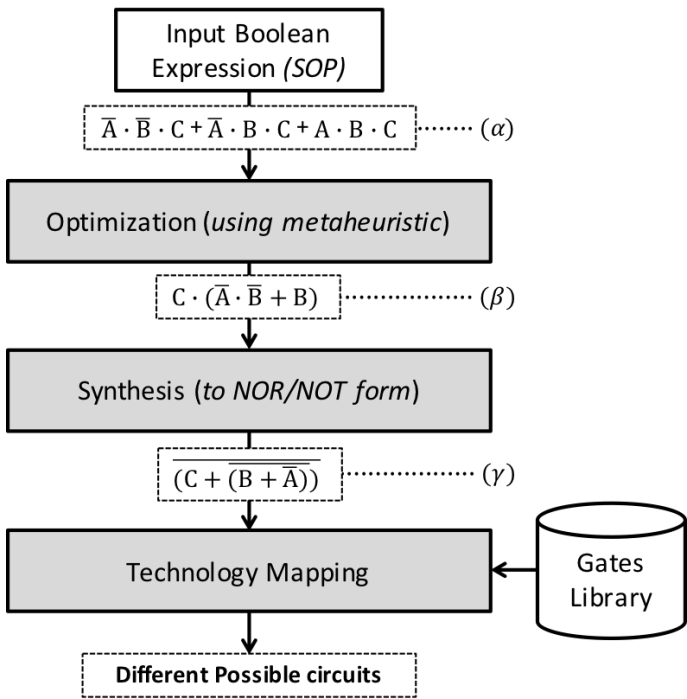 Input Boolean
Expression (SOP)
A̅ · B̅ · C + A̅ · B · C + A · B · C ········ (α)
Optimization (using metaheuristic)
C · (A̅ · B̅ + B) ···················· (β)
Synthesis (to NOR/NOT form)
(̅C̅ ̅+̅ ̅(̅̅B̅̅ ̅̅+̅̅ ̅̅A̅̅̅)̅̅)̅ ···················· (γ)
Technology Mapping
Gates
Library
Different Possible circuits